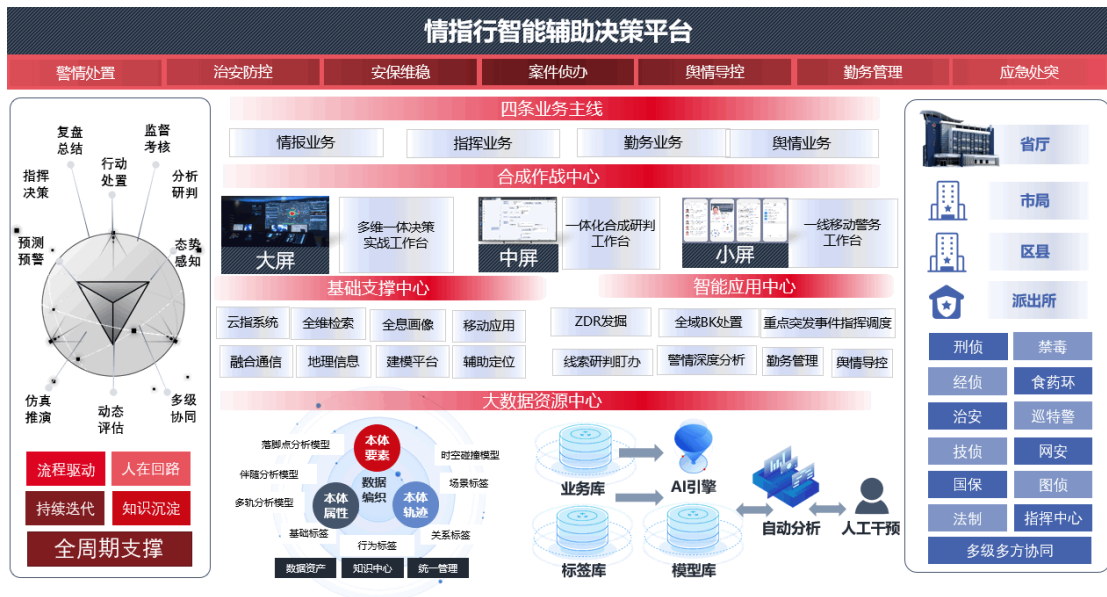 情指行智能辅助决策平台
警情处置
治安防控
安保维稳
案件侦办
舆情导控
勤务管理
应急处突
复盘
总结
监督
考核
指挥
决策
行动
处置
分析
研判
预测
预警
态势
感知
仿真
推演
动态
评估
多级
协同
流程驱动
人在回路
持续迭代
知识沉淀
全周期支撑
四条业务主线
情报业务
指挥业务
勤务业务
舆情业务
合成作战中心
大屏
多维一体决策
实战工作台
中屏
一体化合成研判
工作台
小屏
一线移动警务
工作台
基础支撑中心
云指系统
全维检索
全息画像
移动应用
融合通信
地理信息
建模平台
辅助定位
智能应用中心
ZDR发掘
全域BK处置
重点突发事件指挥调度
线索研判盯办
警情深度分析
勤务管理
舆情导控
大数据资源中心
落脚点分析模型
伴随分析模型
多轨分析模型
基础标签
行为标签
关系标签
场景标签
时空碰撞模型
本体
要素
数据
编织
本体
属性
本体
轨迹
数据资产
知识中心
统一管理
业务库
AI引擎
标签库
模型库
自动分析
人工干预
省厅
市局
区县
派出所
刑侦
禁毒
经侦
食药环
治安
巡特警
技侦
网安
国保
图侦
法制
指挥中心
多级多方协同